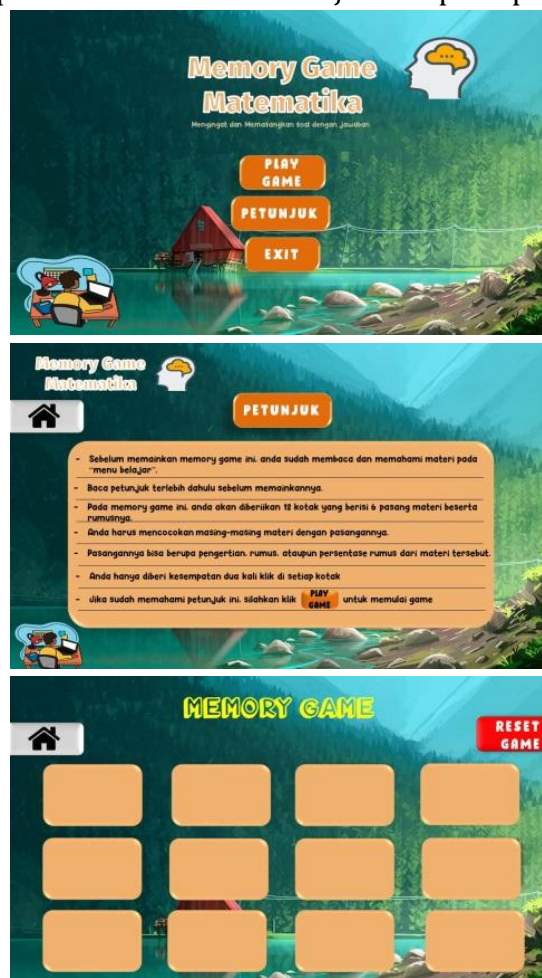 Memory Game
Matematika
Mengingat dan Memasangkan Soal dengan Jawaban
PLAY
GAME
PETUNJUK
EXIT
Memory Game
Matematika
PETUNJUK
- Sebelum memainkan memory game ini, anda sudah membaca dan memahami materi pada
"menu belajar".
- Baca petunjuk terlebih dahulu sebelum memainkannya.
- Pada memory game ini, anda akan diberiikan 12 kotak yang berisi 6 pasang materi beserta
rumusnya.
- Anda harus mencocokan masing-masing materi dengan pasangannya.
- Pasangannya bisa berupa pengertian, rumus, ataupun persentase rumus dari materi tersebut.
- Anda hanya diberi kesempatan dua kali klik di setiap kotak
- Jika sudah memahami petunjuk ini, silahkan klik PLAY GAME untuk memulai game
MEMORY GAME
RESET
GAME